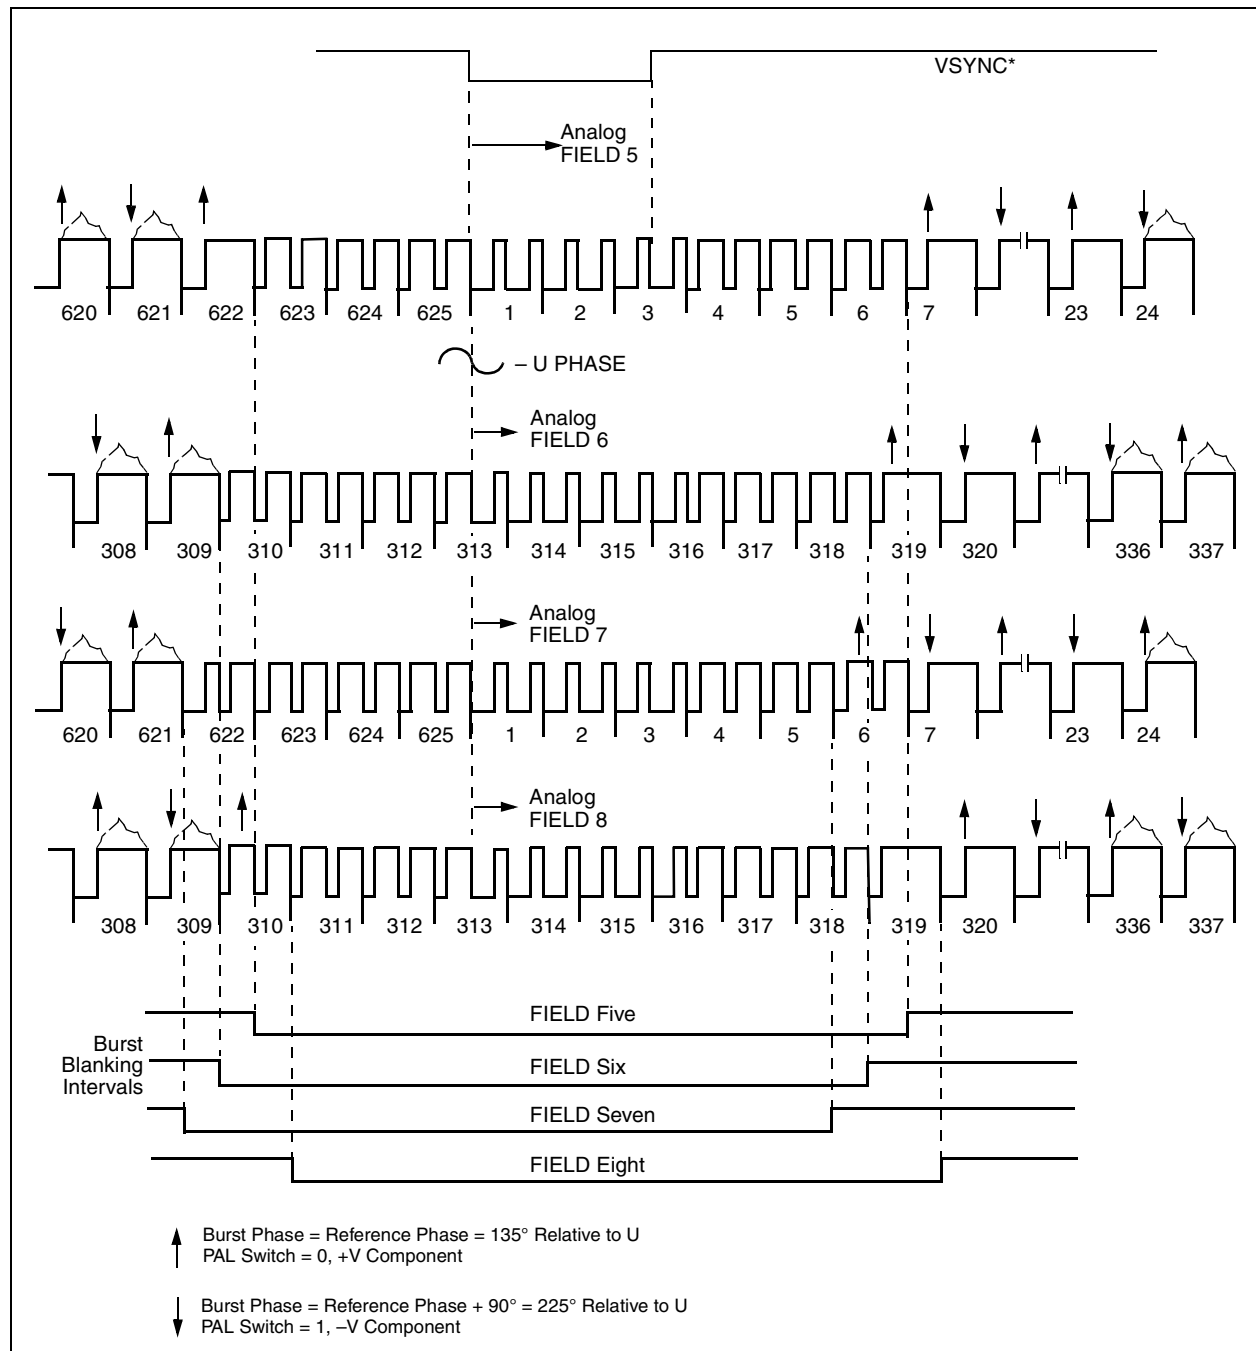 VSYNC*
Analog
FIELD 5
620 621 622 623 624 625 1 2 3 4 5 6 7 23 24
– U PHASE
Analog
FIELD 6
308 309 310 311 312 313 314 315 316 317 318 319 320 336 337
Analog
FIELD 7
620 621 622 623 624 625 1 2 3 4 5 6 7 23 24
Analog
FIELD 8
308 309 310 311 312 313 314 315 316 317 318 319 320 336 337
Burst
Blanking
Intervals
FIELD Five
FIELD Six
FIELD Seven
FIELD Eight
Burst Phase = Reference Phase = 135° Relative to U
PAL Switch = 0, +V Component
Burst Phase = Reference Phase + 90° = 225° Relative to U
PAL Switch = 1, –V Component